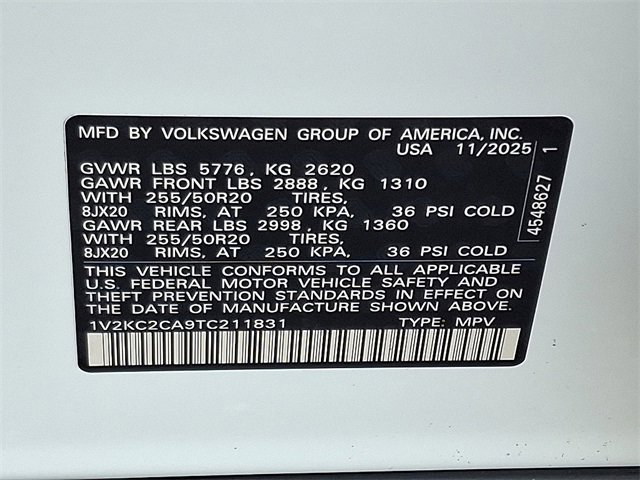 MFD BY VOLKSWAGEN GROUP OF AMERICA, INC.
USA 11/2025
GVWR LBS 5776, KG 2620
GAWR FRONT LBS 2888, KG 1310
WITH 255/50R20 TIRES,
8JX20 RIMS, AT 250 KPA, 36 PSI COLD
GAWR REAR LBS 2998, KG 1360
WITH 255/50R20 TIRES,
8JX20 RIMS, AT 250 KPA, 36 PSI COLD
THIS VEHICLE CONFORMS TO ALL APPLICABLE
U.S. FEDERAL MOTOR VEHICLE SAFETY AND
THEFT PREVENTION STANDARDS IN EFFECT ON
THE DATE OF MANUFACTURE SHOWN ABOVE.
1V2KC2CA9TC211831 TYPE: MPV
4548627 1